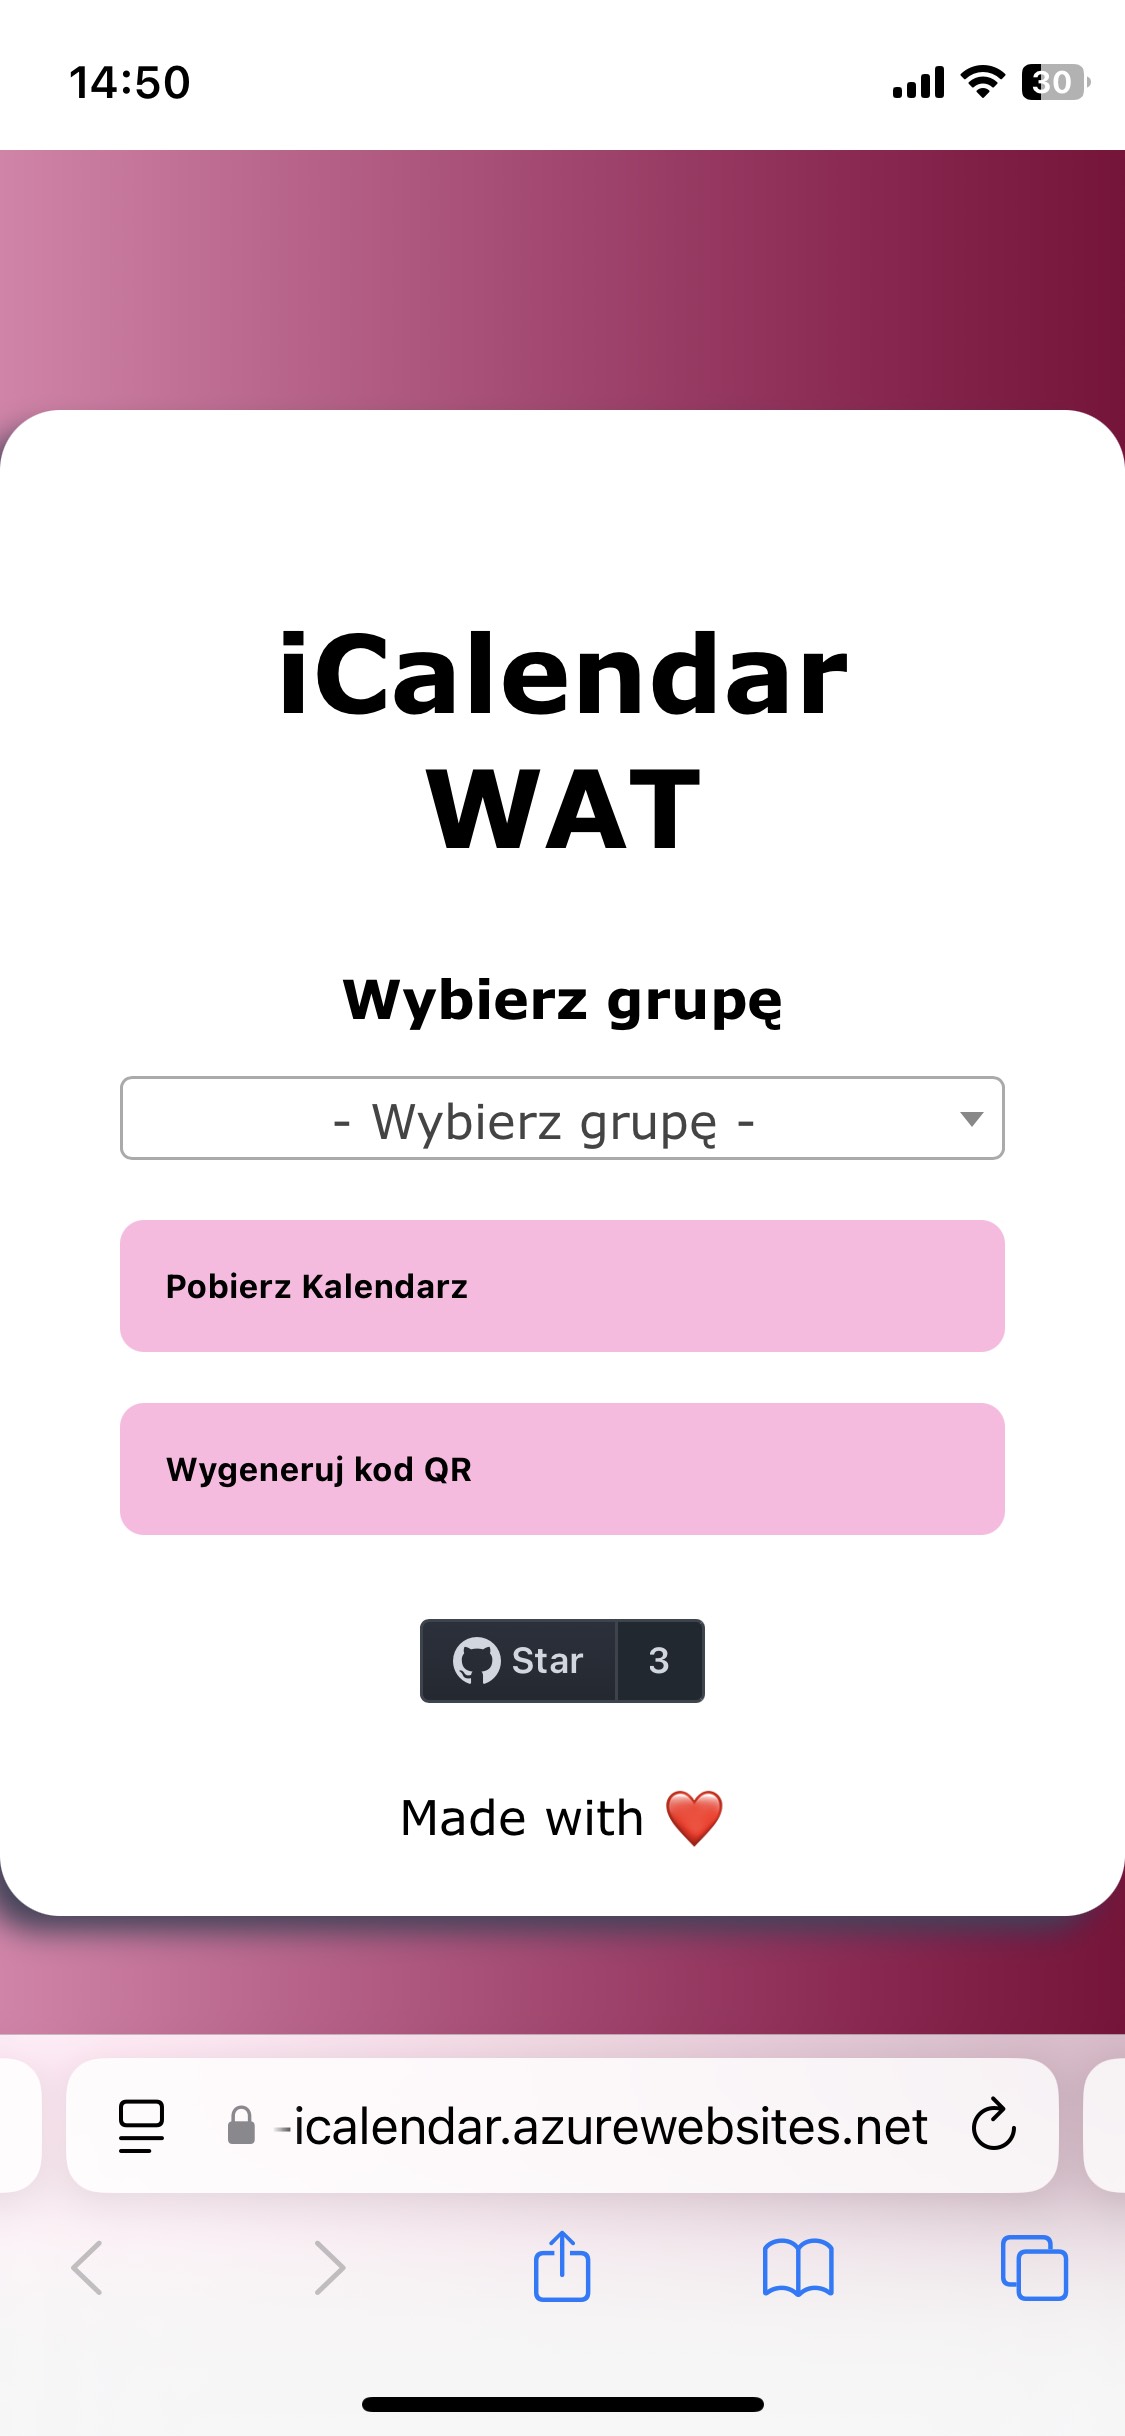 14:50
30
iCalendar
WAT
Wybierz grupę
- Wybierz grupę -
Pobierz Kalendarz
Wygeneruj kod QR
Star 3
Made with ❤️
-icalendar.azurewebsites.net